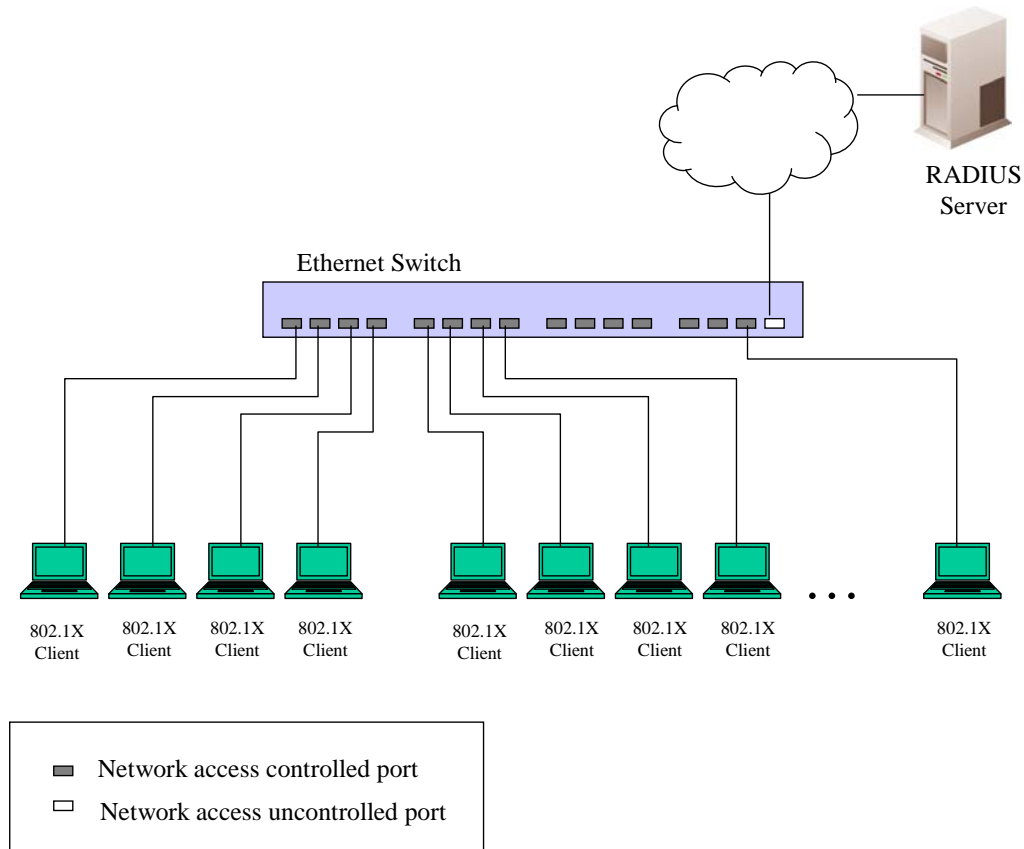 RADIUS
Server
Ethernet Switch
802.1X
Client
802.1X
Client
802.1X
Client
802.1X
Client
802.1X
Client
802.1X
Client
802.1X
Client
802.1X
Client
802.1X
Client
Network access controlled port
Network access uncontrolled port